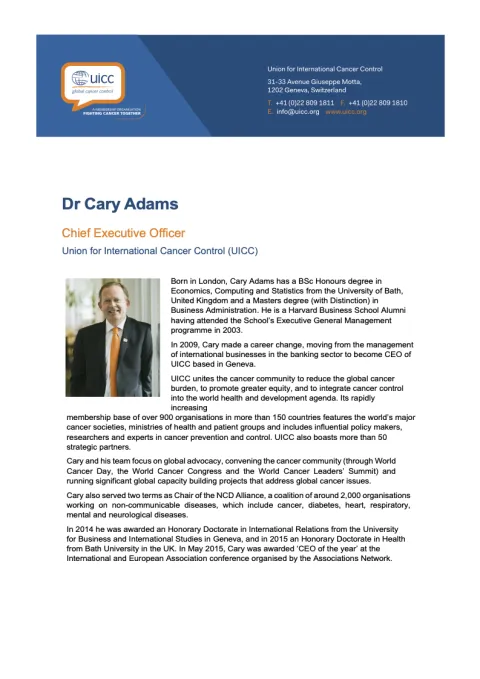 uicc
global cancer control
FIGHTING CANCER TOGETHER
Union for International Cancer Control
31-33 Avenue Giuseppe Motta,
1202 Geneva, Switzerland
T. +41 (0)22 809 1811 F. +41 (0)22 809 1810
E. info@uicc.org www.uicc.org
Dr Cary Adams
Chief Executive Officer
Union for International Cancer Control (UICC)
Born in London, Cary Adams has a BSc Honours degree in
Economics, Computing and Statistics from the University of Bath,
United Kingdom and a Masters degree (with Distinction) in
Business Administration. He is a Harvard Business School Alumni
having attended the School's Executive General Management
programme in 2003.
In 2009, Cary made a career change, moving from the management
of international businesses in the banking sector to become CEO of
UICC based in Geneva.
UICC unites the cancer community to reduce the global cancer
burden, to promote greater equity, and to integrate cancer control
into the world health and development agenda. Its rapidly
increasing
membership base of over 900 organisations in more than 150 countries features the world's major
cancer societies, ministries of health and patient groups and includes influential policy makers,
researchers and experts in cancer prevention and control. UICC also boasts more than 50
strategic partners.
Cary and his team focus on global advocacy, convening the cancer community (through World
Cancer Day, the World Cancer Congress and the World Cancer Leaders' Summit) and
running significant global capacity building projects that address global cancer issues.
Cary also served two terms as Chair of the NCD Alliance, a coalition of around 2,000 organisations
working on non-communicable diseases, which include cancer, diabetes, heart, respiratory,
mental and neurological diseases.
In 2014 he was awarded an Honorary Doctorate in International Relations from the University
for Business and International Studies in Geneva, and in 2015 an Honorary Doctorate in Health
from Bath University in the UK. In May 2015, Cary was awarded 'CEO of the year' at the
International and European Association conference organised by the Associations Network.